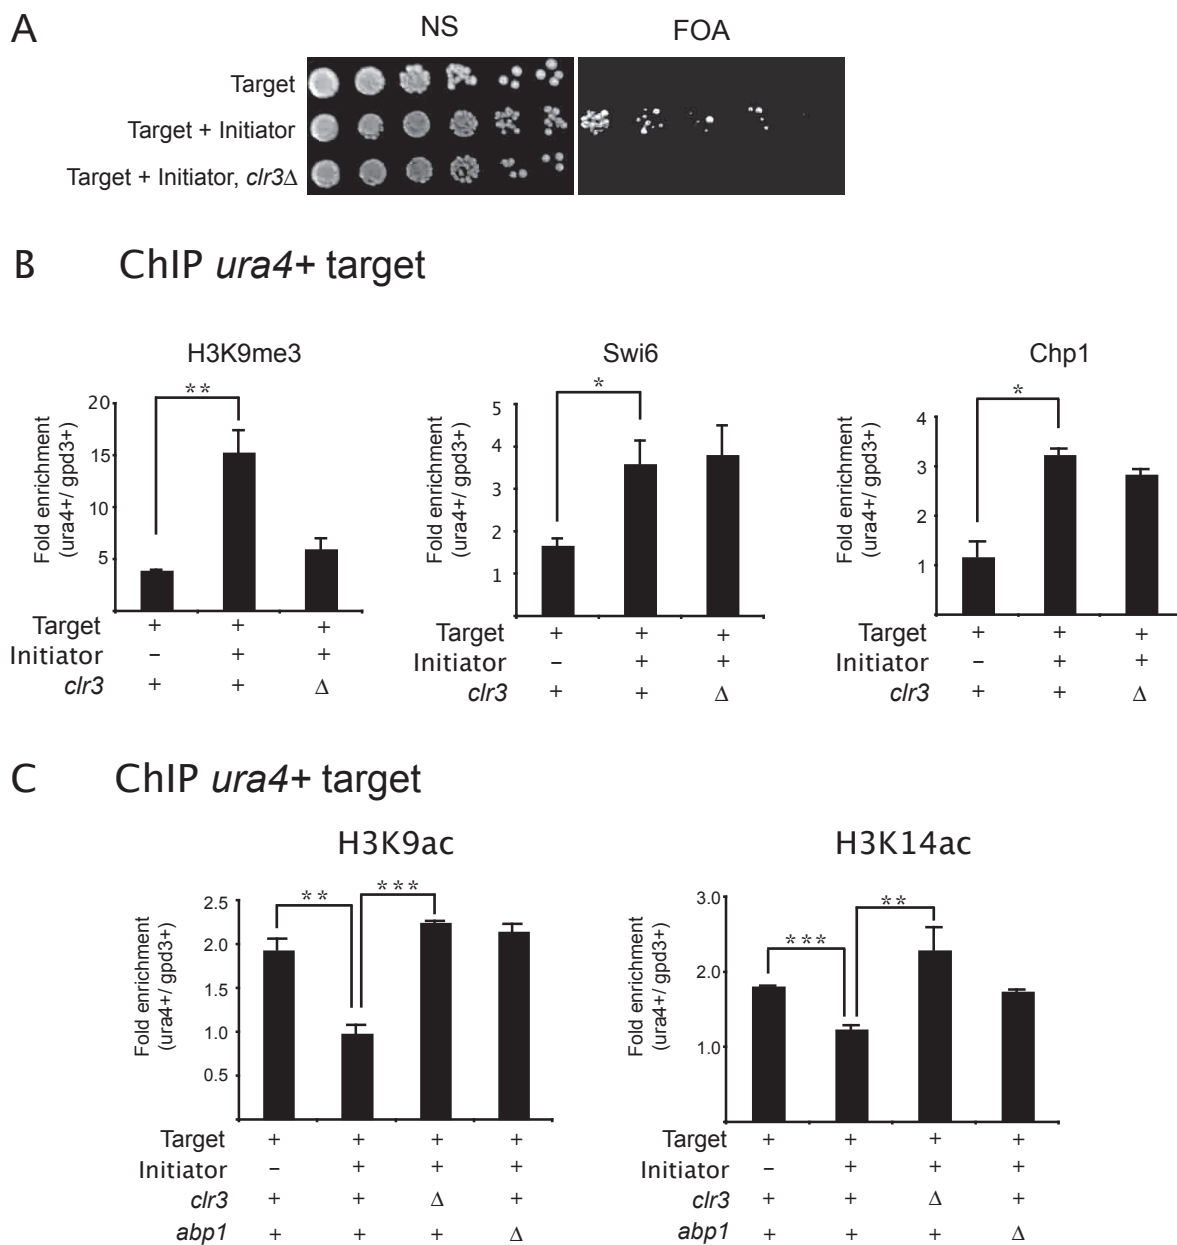 A
NS FOA
Target
Target + Initiator
Target + Initiator, clr3Δ
B ChIP ura4+ target
H3K9me3
**
Fold enrichment
(ura4+/ gpd3+)
20
15
10
5
Target + + +
Initiator – + +
clr3 + + Δ
Swi6
*
Fold enrichment
(ura4+/ gpd3+)
5
4
3
2
1
Target + + +
Initiator – + +
clr3 + + Δ
Chp1
*
Fold enrichment
(ura4+/ gpd3+)
4
3
2
1
Target + + +
Initiator – + +
clr3 + + Δ
C ChIP ura4+ target
H3K9ac
** ***
Fold enrichment
(ura4+/ gpd3+)
2.5
2.0
1.5
1.0
0.5
Target + + + +
Initiator – + + +
clr3 + + Δ +
abp1 + + + Δ
H3K14ac
*** **
Fold enrichment
(ura4+/ gpd3+)
3.0
2.0
1.0
Target + + + +
Initiator – + + +
clr3 + + Δ +
abp1 + + + Δ